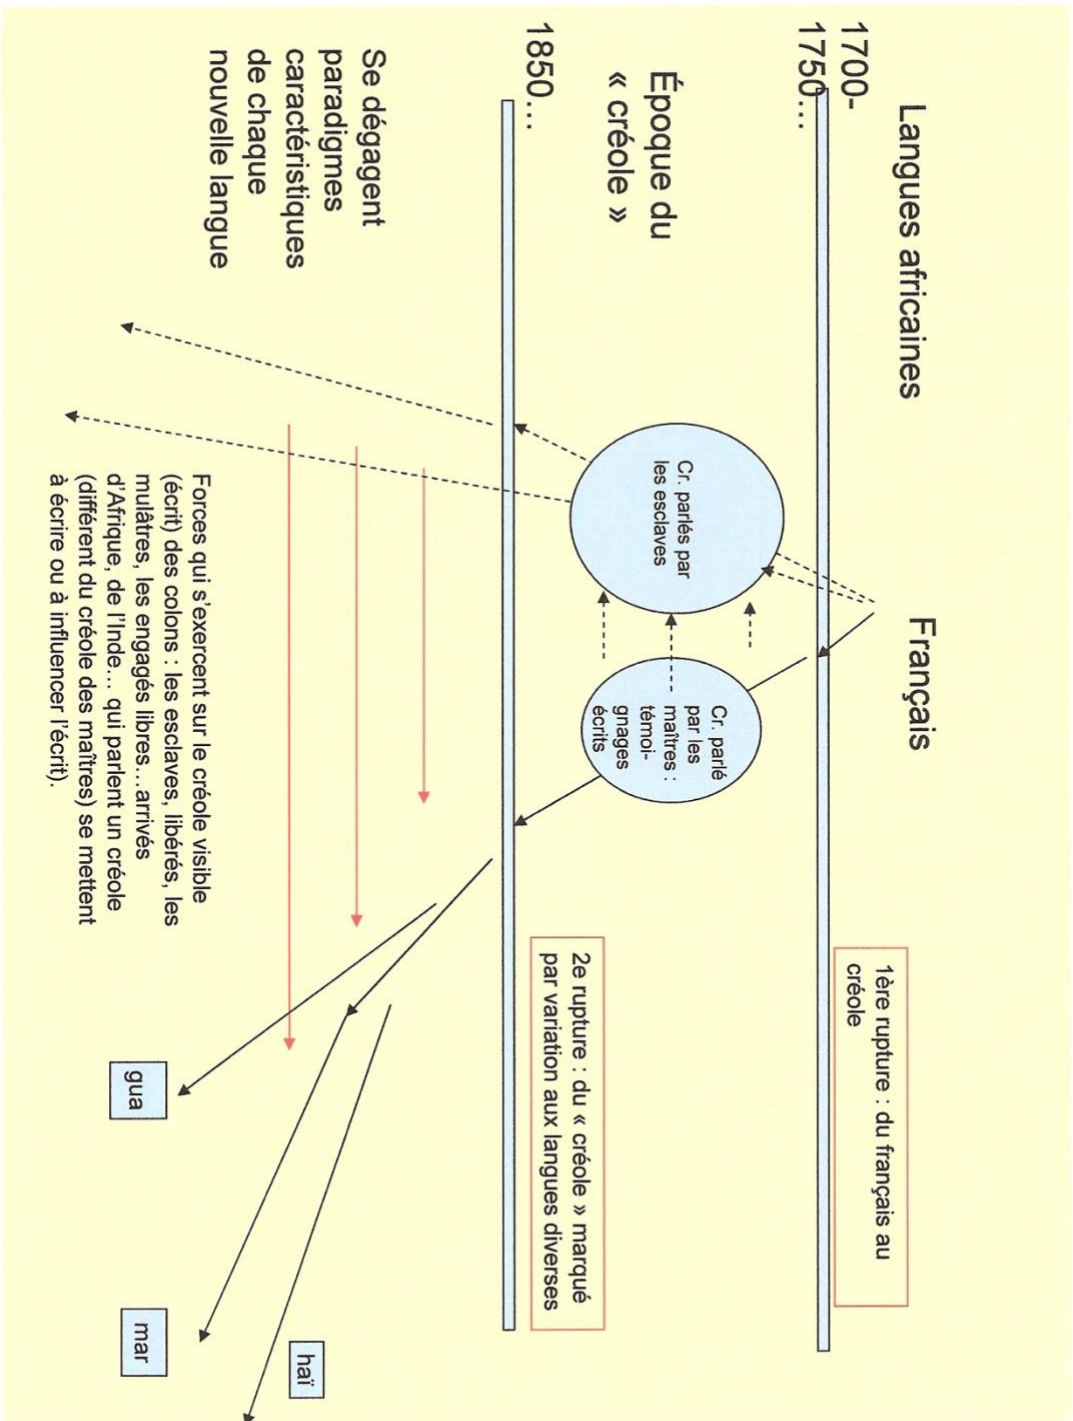 Langues africaines
Français
1700-
1750…
1ère rupture : du français au
créole
Époque du
« créole »
Cr. parlés par
les esclaves
Cr. parlé
par les
maîtres :
témoi-
gnages
écrits
1850…
2e rupture : du « créole » marqué
par variation aux langues diverses
Se dégagent
paradigmes
caractéristiques
de chaque
nouvelle langue
Forces qui s'exercent sur le créole visible
(écrit) des colons : les esclaves, libérés, les
mulâtres, les engagés libres…arrivés
d'Afrique, de l'Inde… qui parlent un créole
(différent du créole des maîtres) se mettent
à écrire ou à influencer l'écrit).
haï
gua
mar